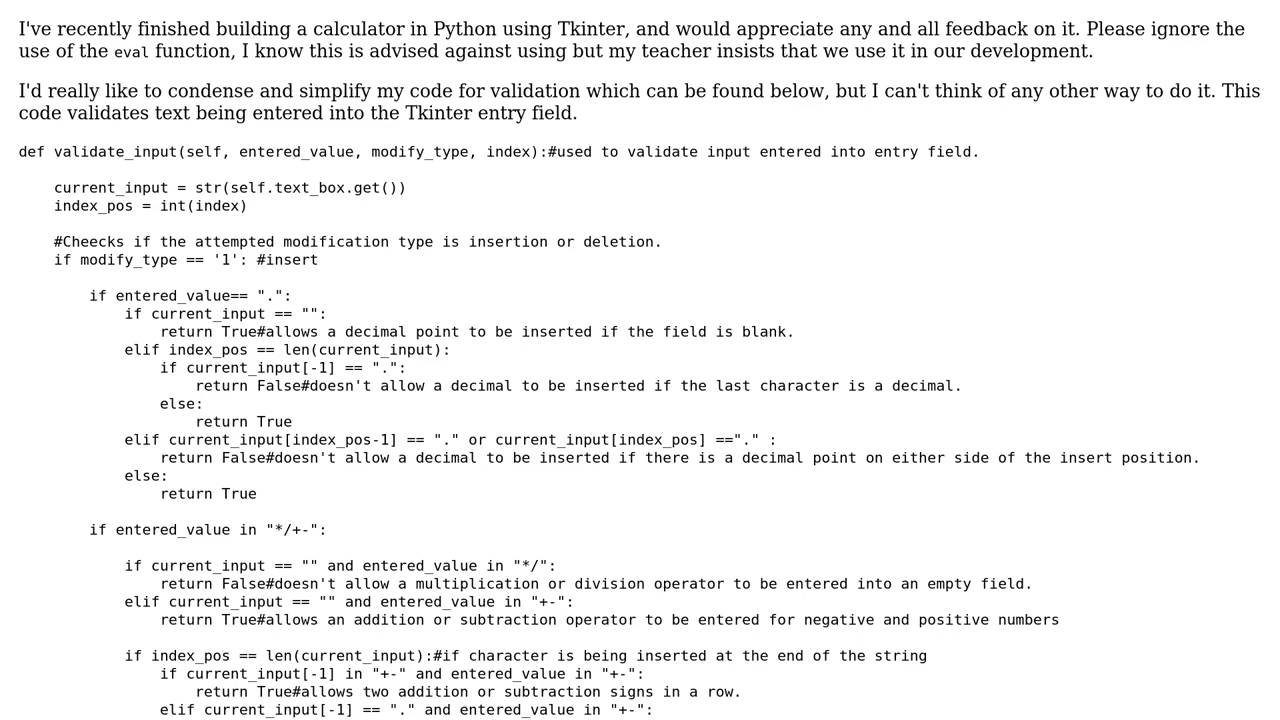 I've recently finished building a calculator in Python using Tkinter, and would appreciate any and all feedback on it. Please ignore the
use of the eval function, I know this is advised against using but my teacher insists that we use it in our development.
I'd really like to condense and simplify my code for validation which can be found below, but I can't think of any other way to do it. This
code validates text being entered into the Tkinter entry field.
def validate_input(self, entered_value, modify_type, index):#used to validate input entered into entry field.
    current_input = str(self.text_box.get())
    index_pos = int(index)
    #Cheecks if the attempted modification type is insertion or deletion.
    if modify_type == '1': #insert
        if entered_value== ".":
            if current_input == "":
                return True#allows a decimal point to be inserted if the field is blank.
            elif index_pos == len(current_input):
                if current_input[-1] == ".":
                    return False#doesn't allow a decimal to be inserted if the last character is a decimal.
                else:
                    return True
            elif current_input[index_pos-1] == "." or current_input[index_pos] =="." :
                return False#doesn't allow a decimal to be inserted if there is a decimal point on either side of the insert position.
            else:
                return True
        if entered_value in "*/+-":
            if current_input == "" and entered_value in "*/":
                return False#doesn't allow a multiplication or division operator to be entered into an empty field.
            elif current_input == "" and entered_value in "+-":
                return True#allows an addition or subtraction operator to be entered for negative and positive numbers
            if index_pos == len(current_input):#if character is being inserted at the end of the string
                if current_input[-1] in "+-" and entered_value in "+-":
                    return True#allows two addition or subtraction signs in a row.
                elif current_input[-1] == "." and entered_value in "+-":